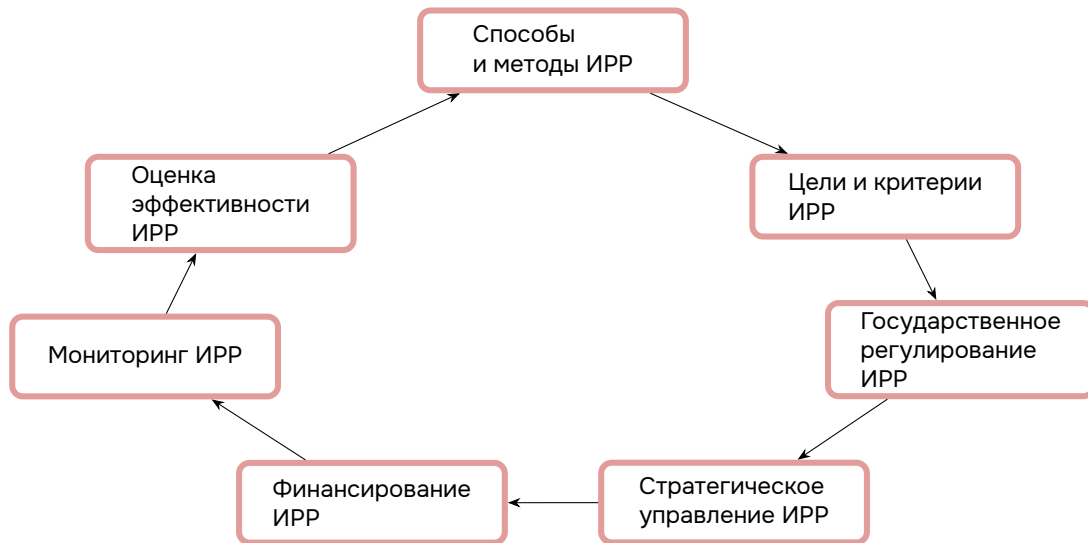 Способы
и методы ИРР
Цели и критерии
ИРР
Государственное
регулирование
ИРР
Стратегическое
управление ИРР
Финансирование
ИРР
Мониторинг ИРР
Оценка
эффективности
ИРР